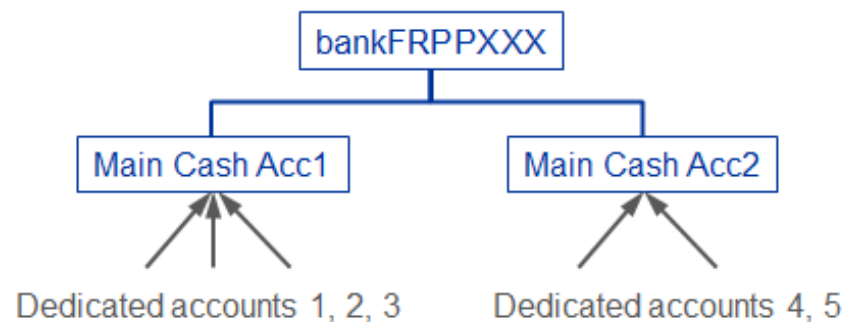 bankFRPPXXX
Main Cash Acc1
Main Cash Acc2
Dedicated accounts 1, 2, 3
Dedicated accounts 4, 5